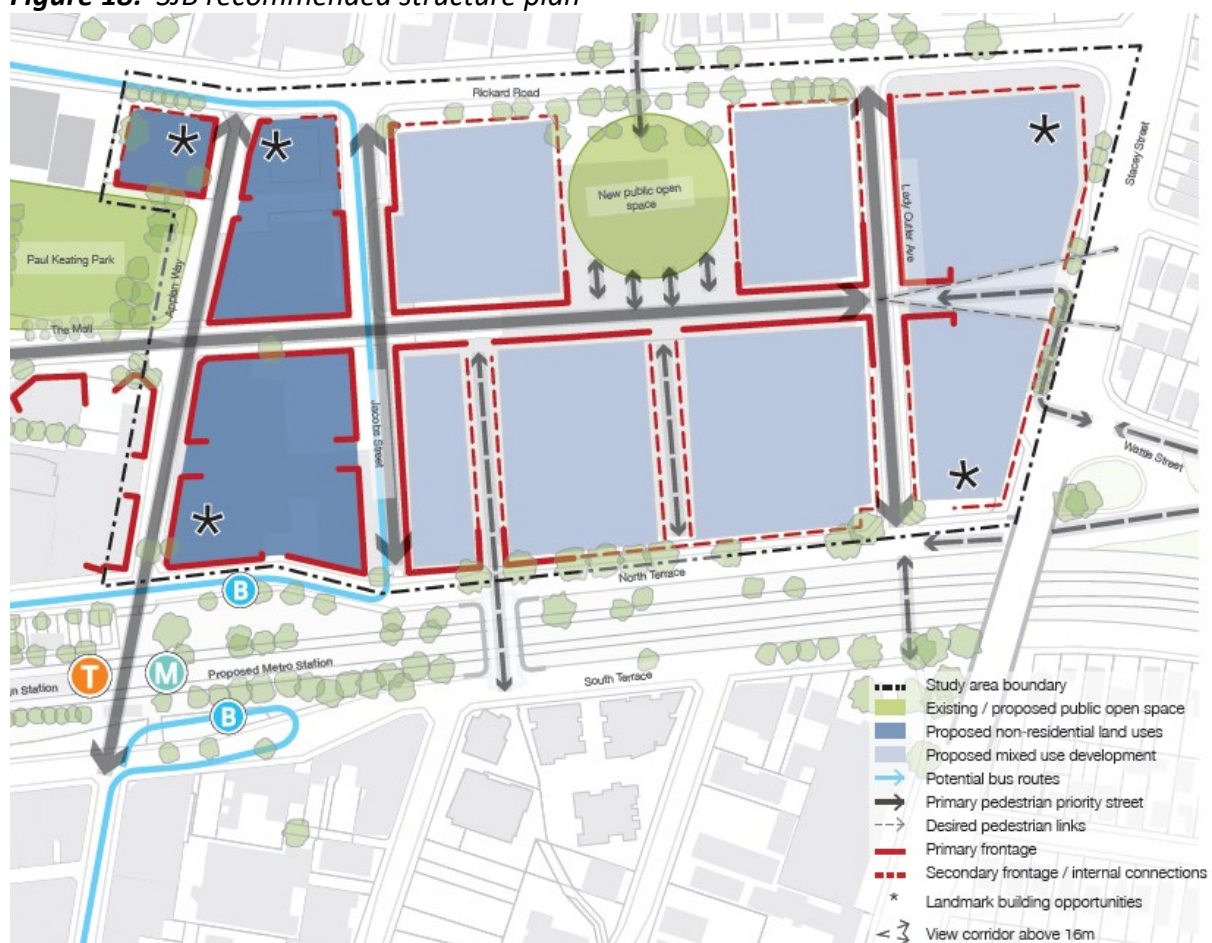 Figure 18: SJB recommended structure plan
Rickard Road
Stacey Street
New public open
space
Lady Cutler Ave
Paul Keating Park
Appian Way
The Mall
Jacobs Street
Wattle Street
North Terrace
B
T
M
Proposed Metro Station
n Station
South Terrace
B
Study area boundary
Existing / proposed public open space
Proposed non-residential land uses
Proposed mixed use development
Potential bus routes
Primary pedestrian priority street
Desired pedestrian links
Primary frontage
Secondary frontage / internal connections
Landmark building opportunities
View corridor above 16m